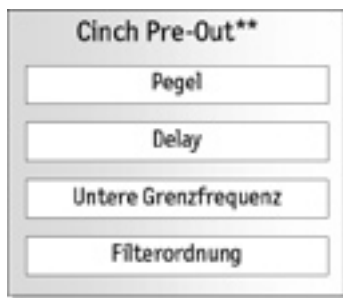 Cinch Pre-Out**
Pegel
Delay
Untere Grenzfrequenz
Filterordnung